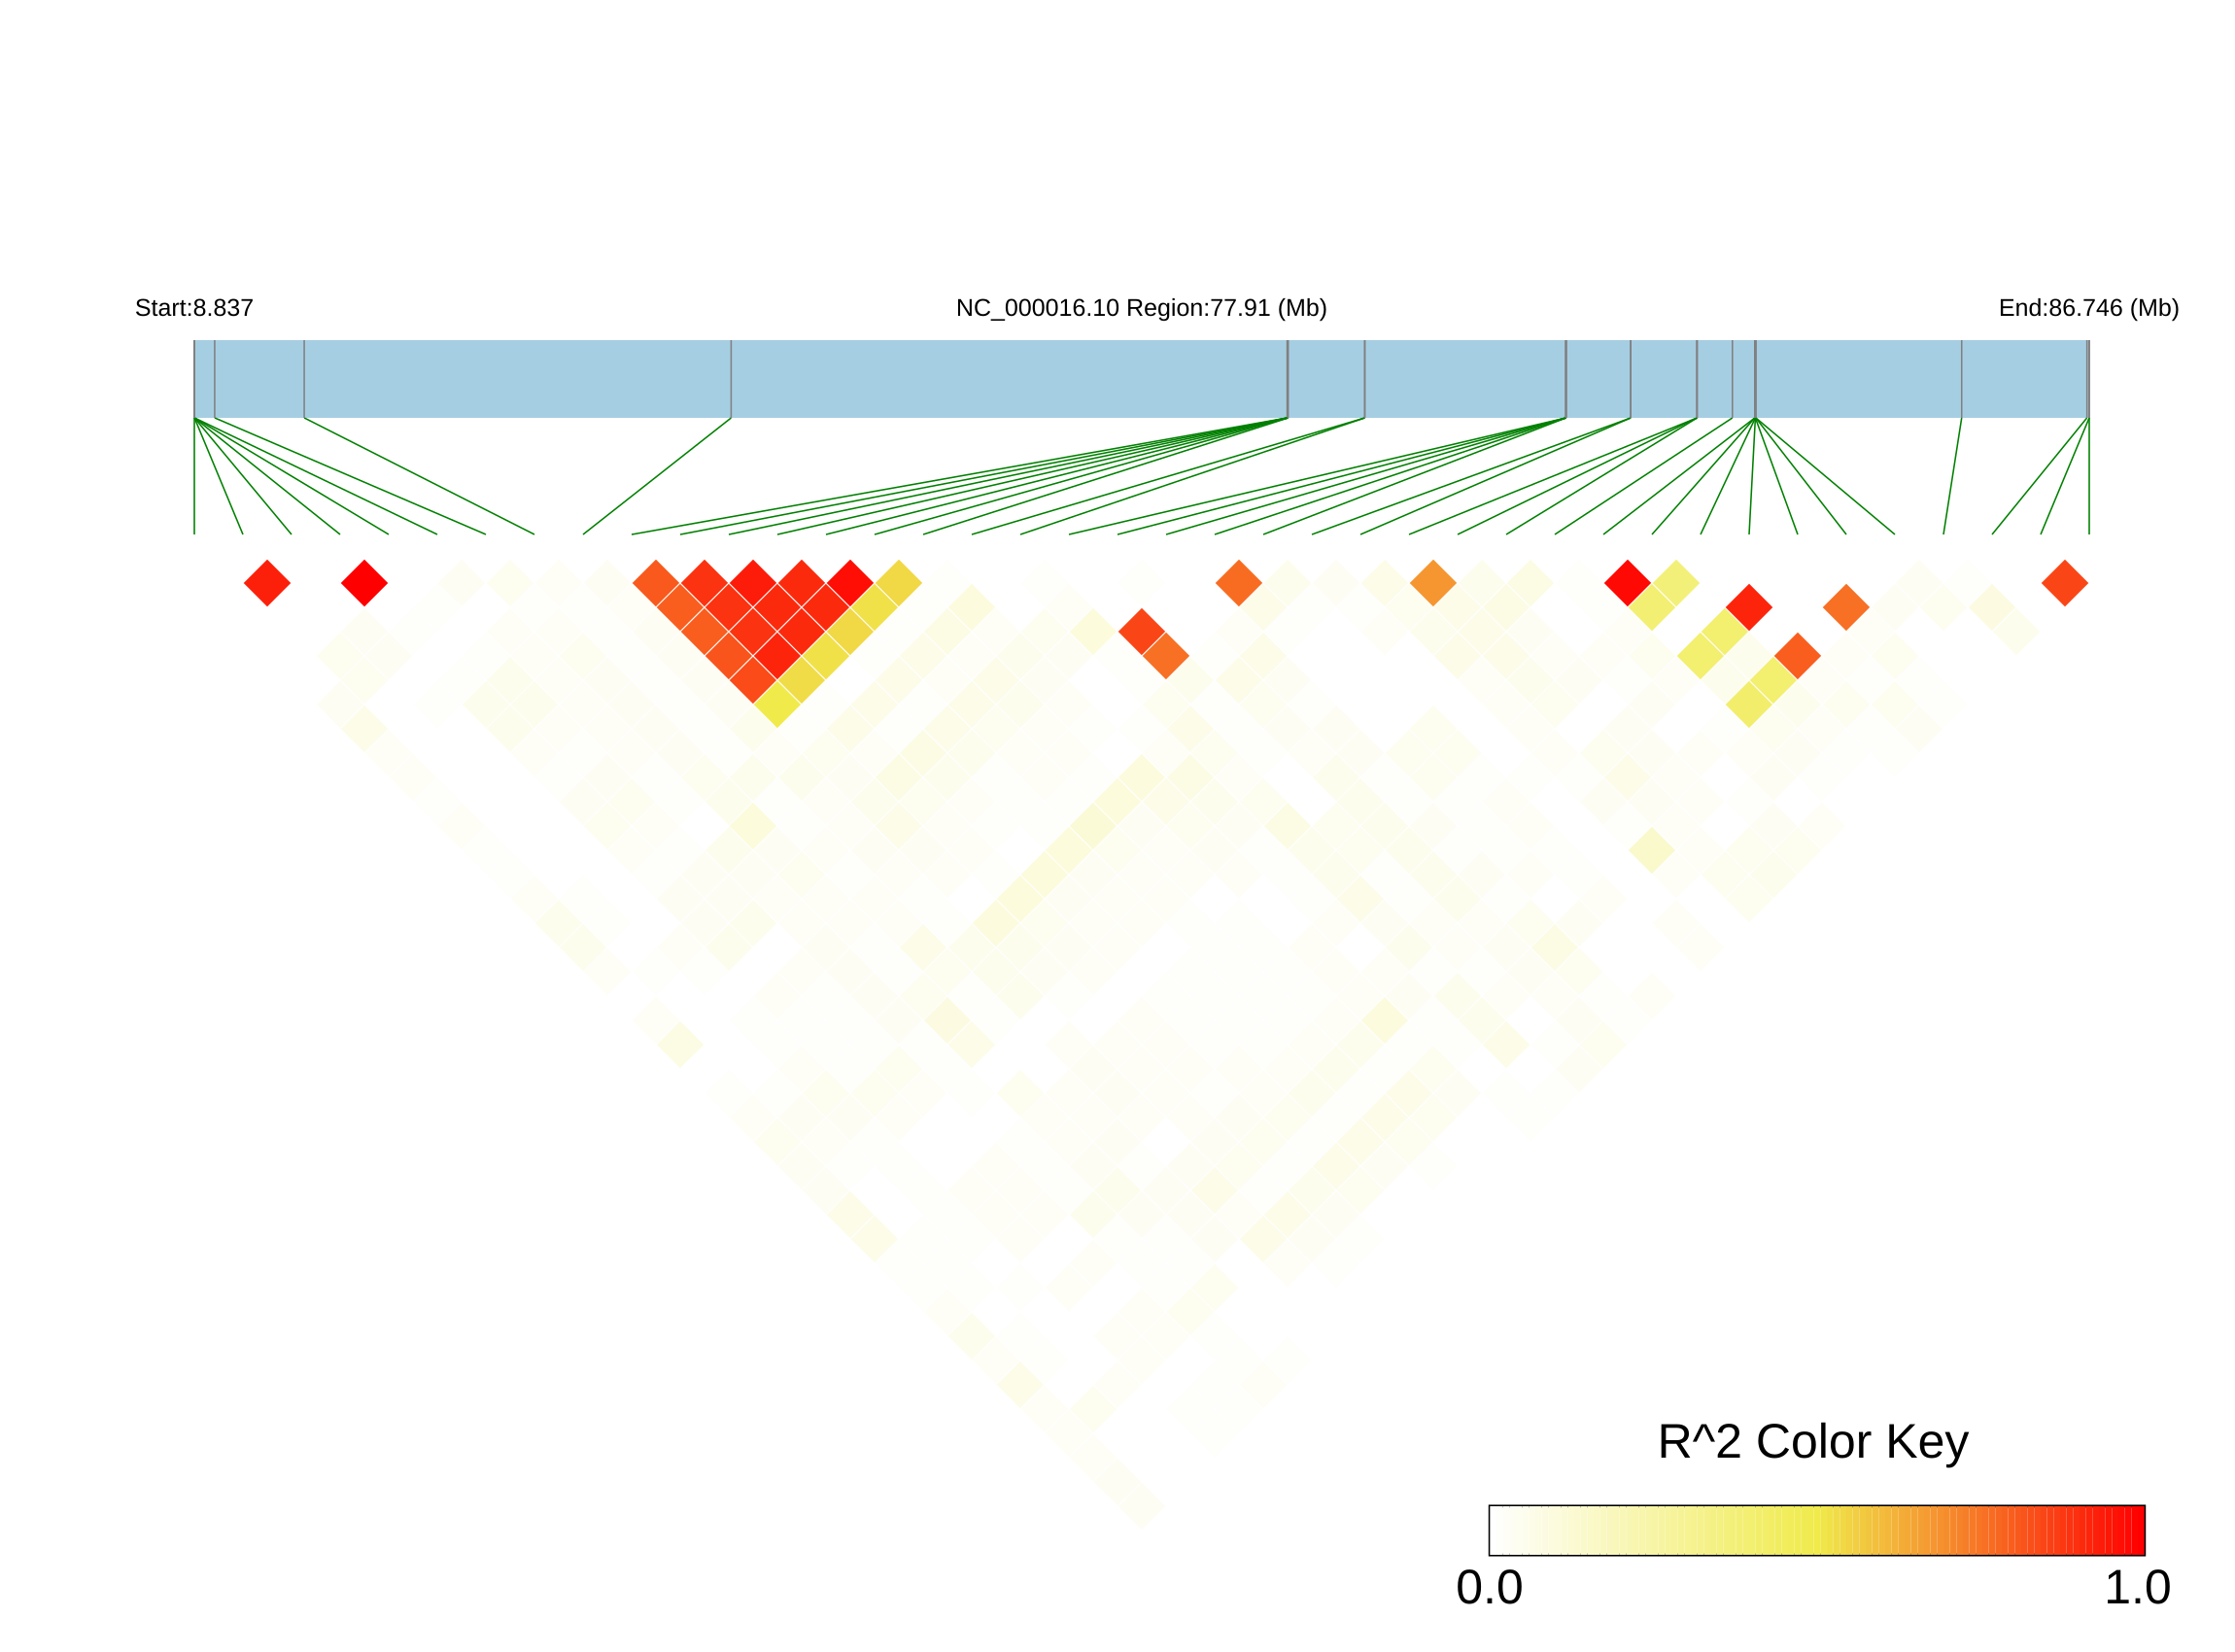 Start:8.837 NC_000016.10 Region:77.91 (Mb) End:86.746 (Mb)
R^2 Color Key
0.0 1.0